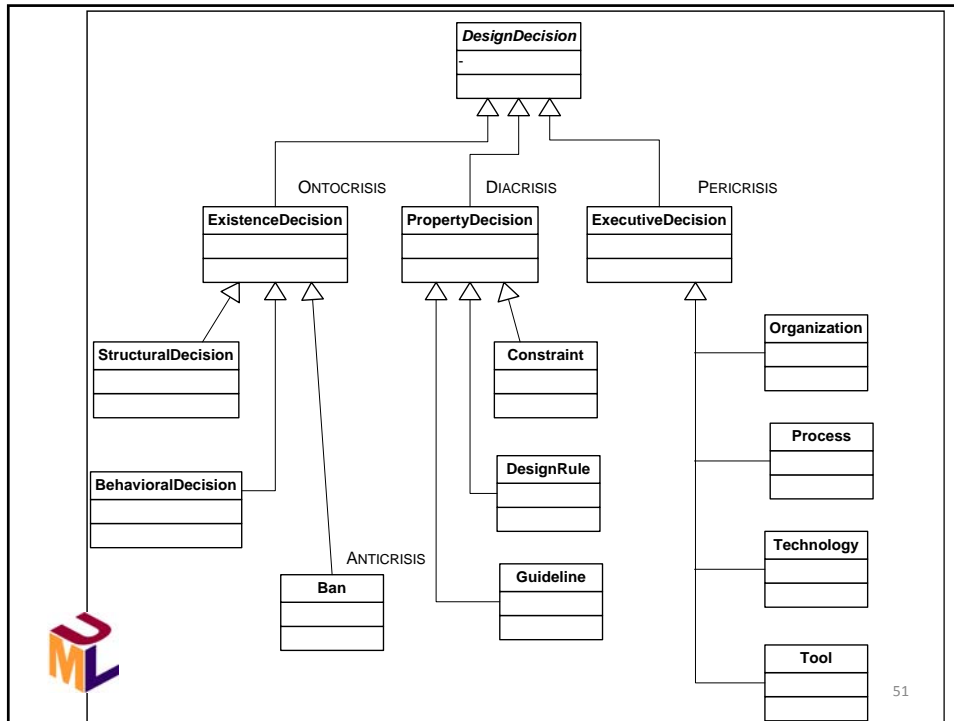 DesignDecision
-
ONTOCRISIS
DIACRISIS
PERICRISIS
ExistenceDecision
PropertyDecision
ExecutiveDecision
Organization
StructuralDecision
Constraint
Process
DesignRule
BehavioralDecision
Technology
ANTICRISIS
Guideline
Ban
UML
Tool
51